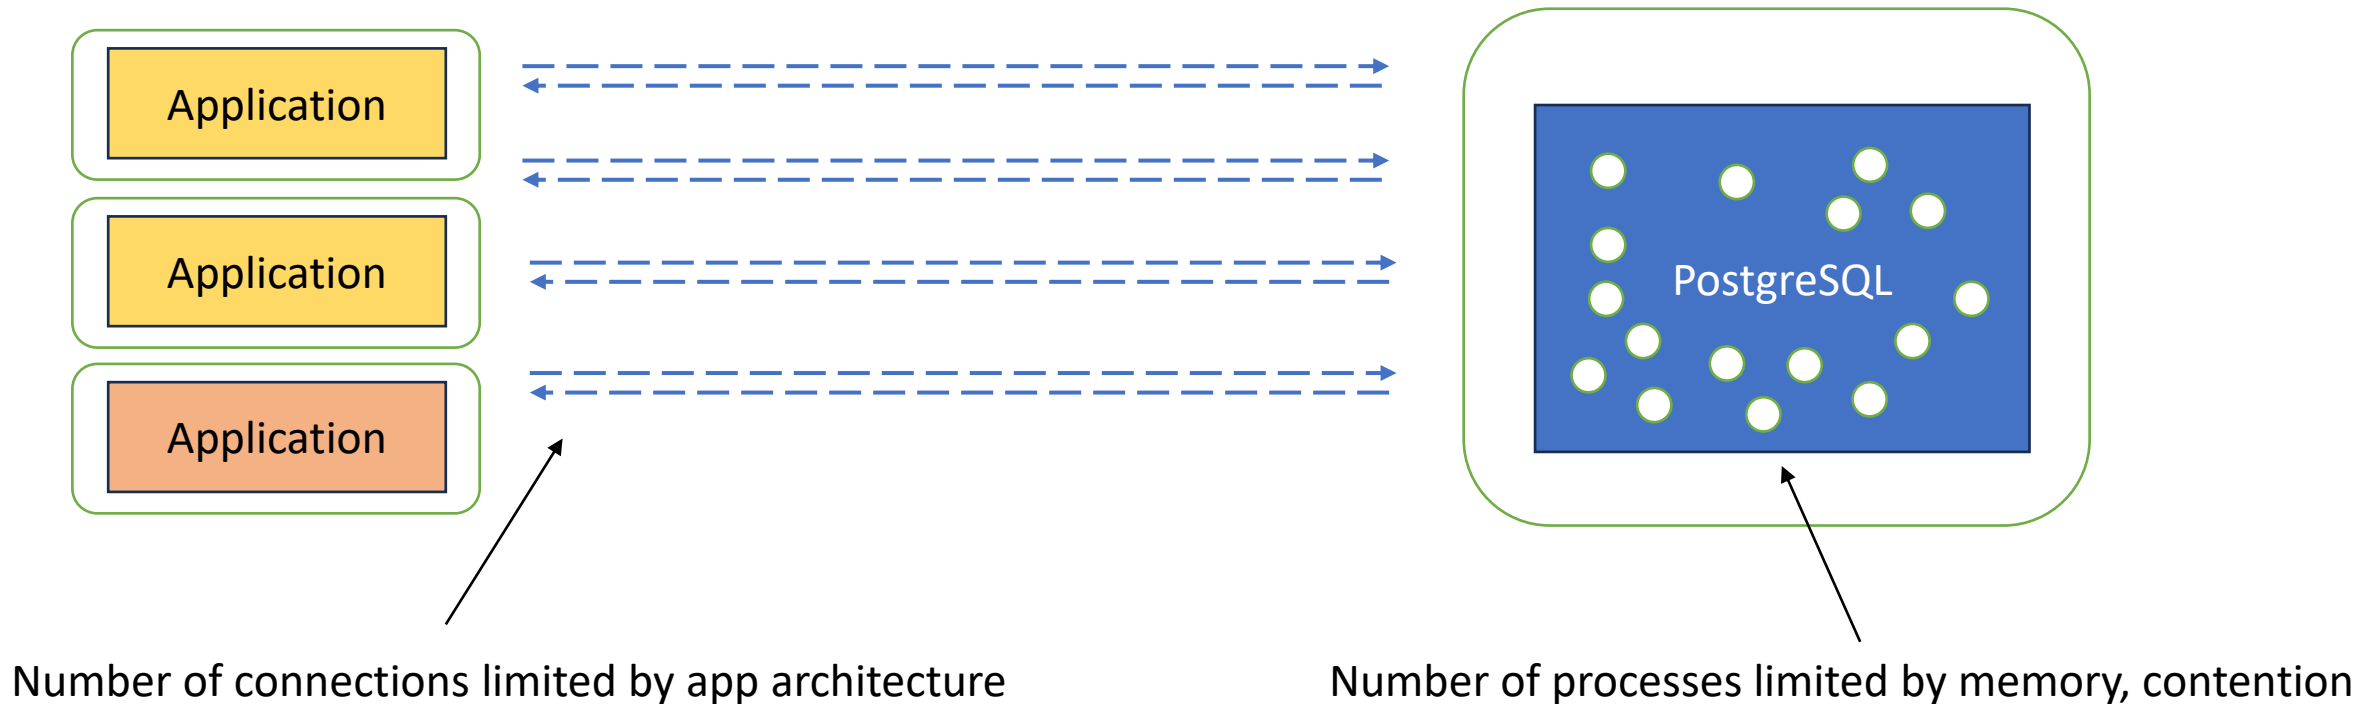 Application
Application
Application
PostgreSQL
Number of connections limited by app architecture
Number of processes limited by memory, contention